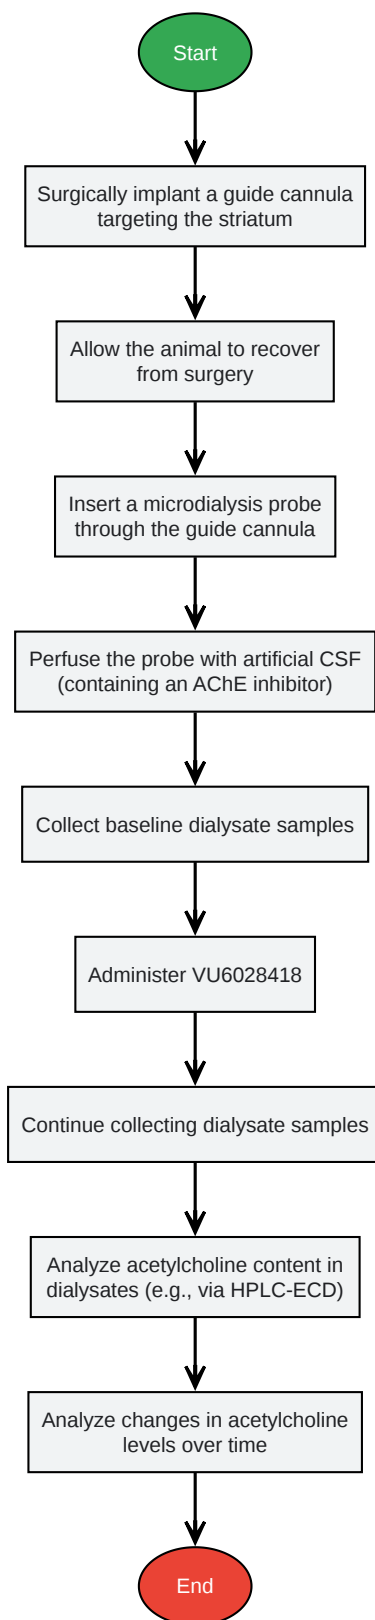 Start
Surgically implant a guide cannula
targeting the striatum
Allow the animal to recover
from surgery
Insert a microdialysis probe
through the guide cannula
Perfuse the probe with artificial CSF
(containing an AChE inhibitor)
Collect baseline dialysate samples
Administer VU6028418
Continue collecting dialysate samples
Analyze acetylcholine content in
dialysates (e.g., via HPLC-ECD)
Analyze changes in acetylcholine
levels over time
End